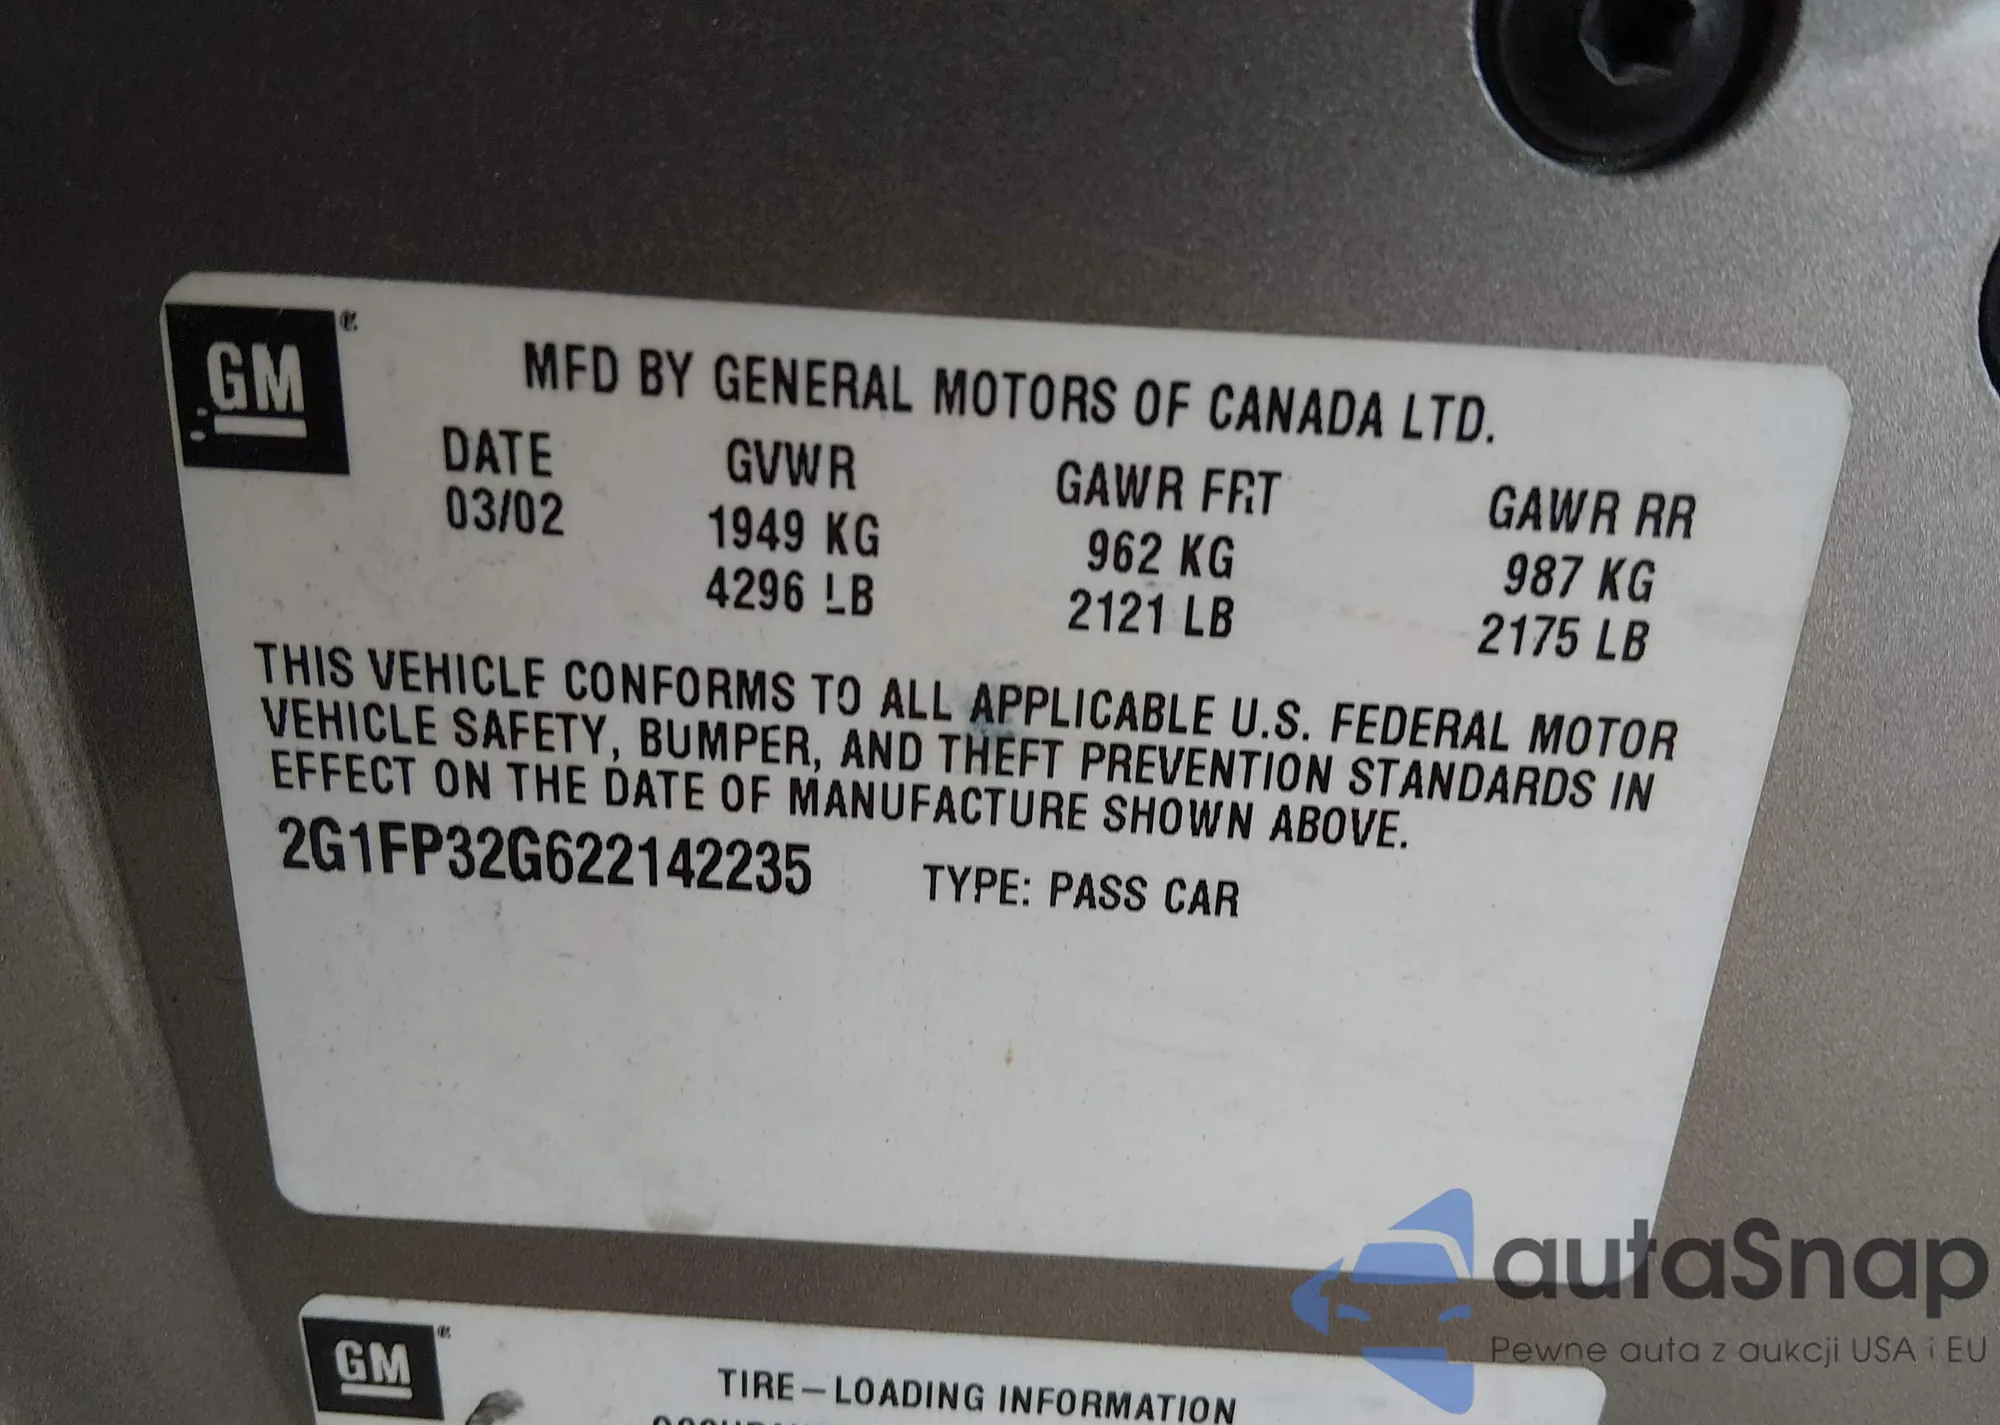 GM
MFD BY GENERAL MOTORS OF CANADA LTD.
DATE GVWR GAWR FRT GAWR RR
03/02 1949 KG 962 KG 987 KG
4296 LB 2121 LB 2175 LB
THIS VEHICLE CONFORMS TO ALL APPLICABLE U.S. FEDERAL MOTOR
VEHICLE SAFETY, BUMPER, AND THEFT PREVENTION STANDARDS IN
EFFECT ON THE DATE OF MANUFACTURE SHOWN ABOVE.
2G1FP32G622142235 TYPE: PASS CAR
GM
TIRE–LOADING INFORMATION
autaSnap
Pewne auta z aukcji USA i EU